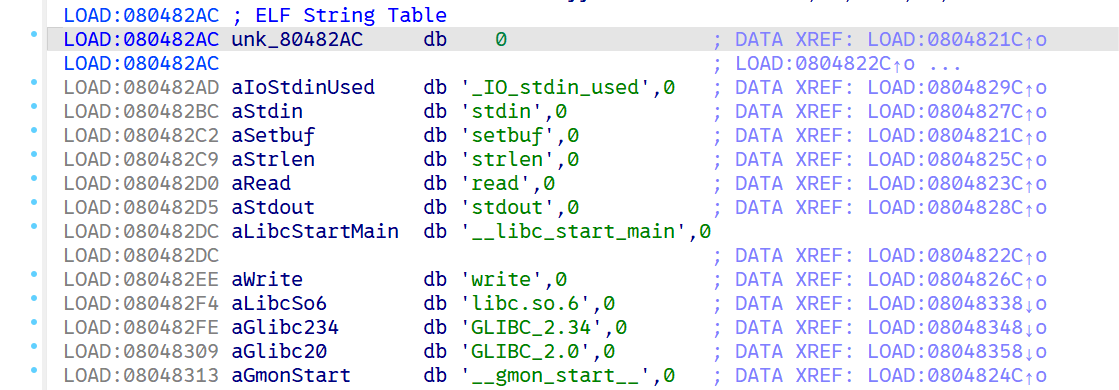 LOAD:080482AC ; ELF String Table
LOAD:080482AC unk_80482AC db 0 ; DATA XREF: LOAD:0804821C↑o
LOAD:080482AC ; LOAD:0804822C↑o ...
LOAD:080482AD aIoStdinUsed db '_IO_stdin_used',0 ; DATA XREF: LOAD:0804829C↑o
LOAD:080482BC aStdin db 'stdin',0 ; DATA XREF: LOAD:0804827C↑o
LOAD:080482C2 aSetbuf db 'setbuf',0 ; DATA XREF: LOAD:0804821C↑o
LOAD:080482C9 aStrlen db 'strlen',0 ; DATA XREF: LOAD:0804825C↑o
LOAD:080482D0 aRead db 'read',0 ; DATA XREF: LOAD:0804823C↑o
LOAD:080482D5 aStdout db 'stdout',0 ; DATA XREF: LOAD:0804828C↑o
LOAD:080482DC aLibcStartMain db '__libc_start_main',0
LOAD:080482DC ; DATA XREF: LOAD:0804822C↑o
LOAD:080482EE aWrite db 'write',0 ; DATA XREF: LOAD:0804826C↑o
LOAD:080482F4 aLibcSo6 db 'libc.so.6',0 ; DATA XREF: LOAD:08048338↓o
LOAD:080482FE aGlibc234 db 'GLIBC_2.34',0 ; DATA XREF: LOAD:08048348↓o
LOAD:08048309 aGlibc20 db 'GLIBC_2.0',0 ; DATA XREF: LOAD:08048358↓o
LOAD:08048313 aGmonStart db '__gmon_start__',0 ; DATA XREF: LOAD:0804824C↑o